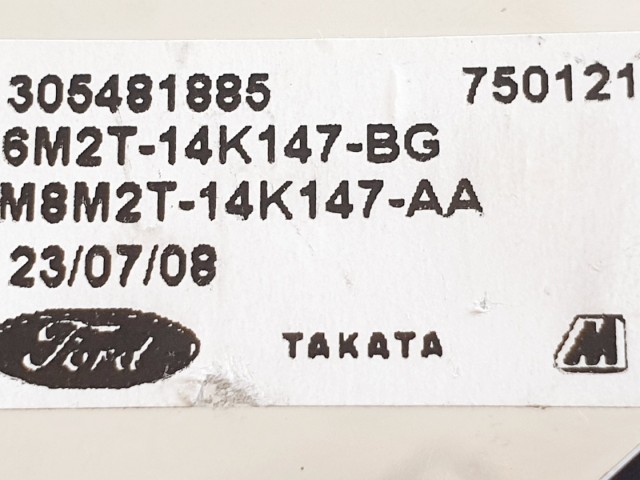 305481885 750121
6M2T-14K147-BG
M8M2T-14K147-AA
23/07/08
Ford TAKATA M